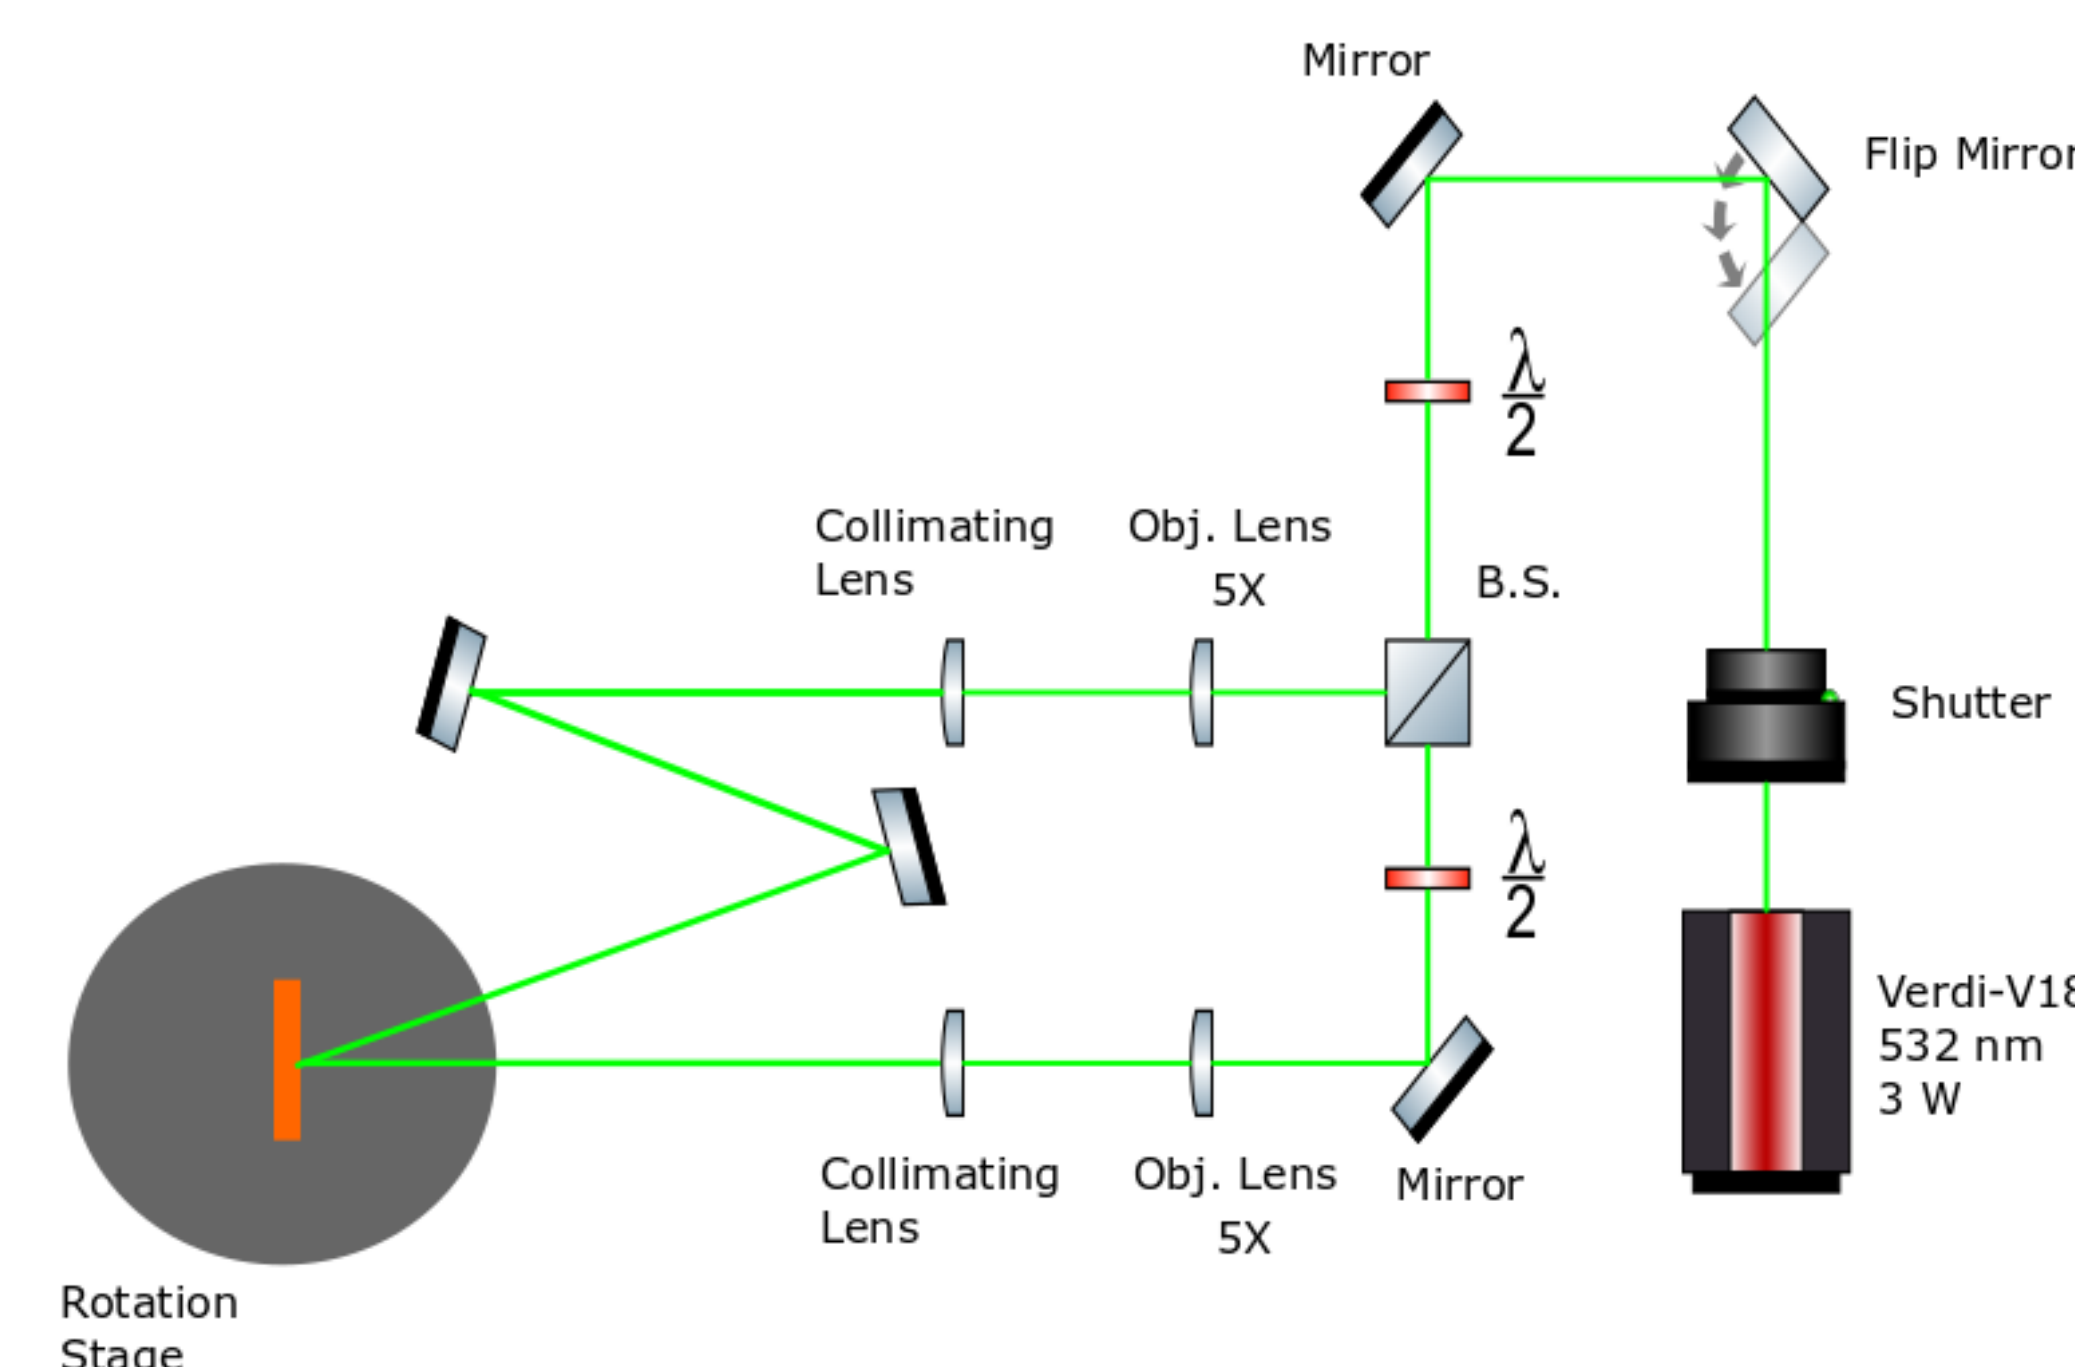 Mirror
Flip Mirror
λ
2
Collimating
Lens
Obj. Lens
5X
B.S.
Shutter
λ
2
Verdi-V18
532 nm
3 W
Collimating
Lens
Obj. Lens
5X
Mirror
Rotation
Stage